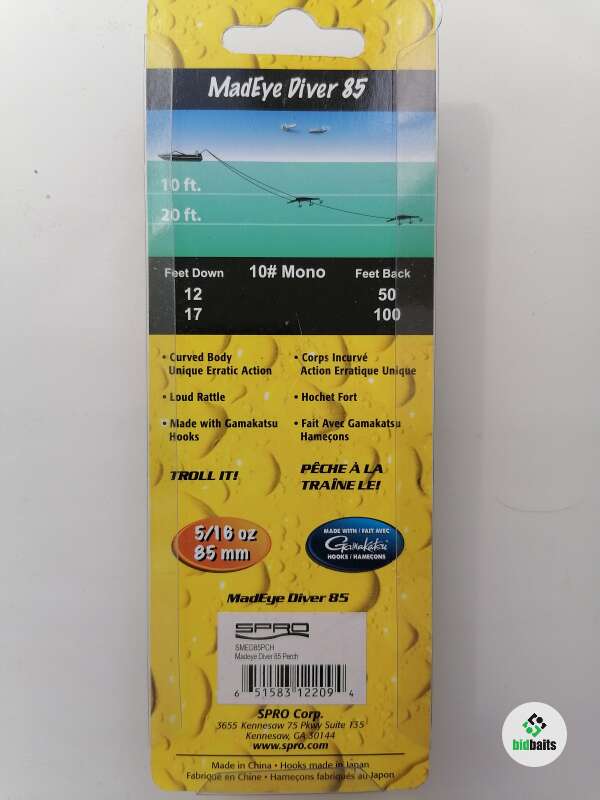 MadEye Diver 85
10 ft.
20 ft.
Feet Down 10# Mono Feet Back
12 50
17 100
• Curved Body
Unique Erratic Action
• Loud Rattle
• Made with Gamakatsu
Hooks
• Corps Incurvé
Action Erratique Unique
• Hochet Fort
• Fait Avec Gamakatsu
Hameçons
TROLL IT!
PÊCHE À LA
TRAÎNE LE!
5/16 oz
85 mm
MADE WITH / FAIT AVEC
Gamakatsu
HOOKS / HAMEÇONS
MadEye Diver 85
SPRO
SMED85PCH
Madeye Diver 85 Perch
6 51583 12209 4
SPRO Corp.
3655 Kennesaw 75 Pkwy Suite 135
Kennesaw, GA 30144
www.spro.com
Made in China • Hooks made in Japan
Fabriqué en Chine • Hameçons fabriqués au Japon
bidbaits